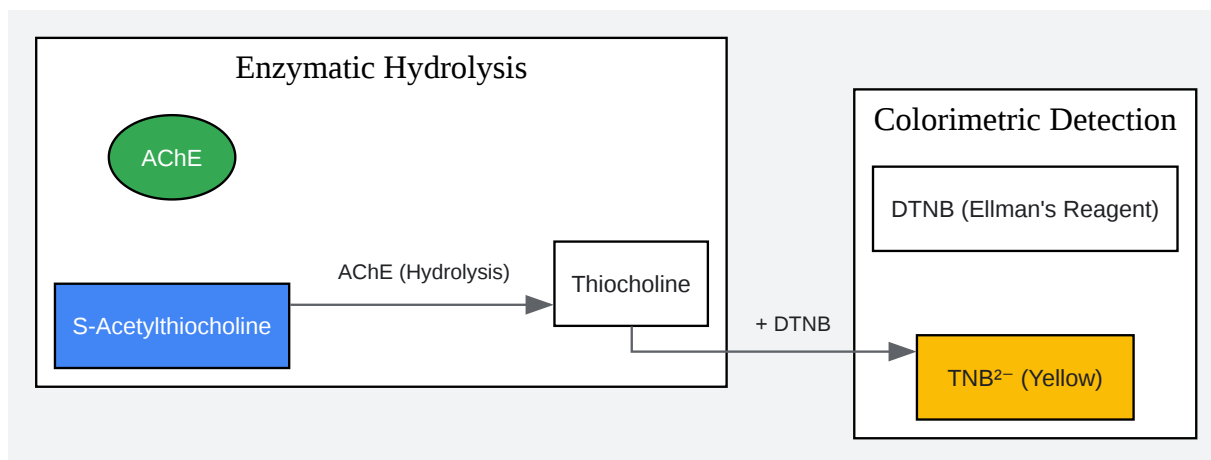 Enzymatic Hydrolysis
AChE
S-Acetylthiocholine
AChE (Hydrolysis)
Thiocholine
+ DTNB
Colorimetric Detection
DTNB (Ellman's Reagent)
TNB²⁻ (Yellow)